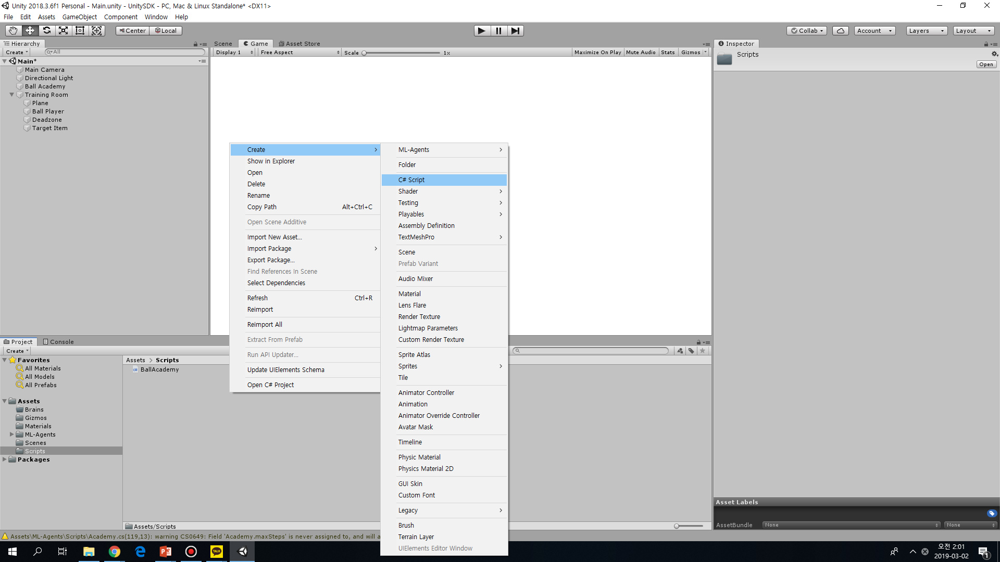 Unity 2018.3.6f1 Personal - Main.unity - UnitySDK - PC, Mac & Linux Standalone* <DX11>
File Edit Assets GameObject Component Window Help
Center Local
Collab Account Layers Layout
Hierarchy
Create All
Main*
Main Camera
Directional Light
Ball Academy
Training Room
Plane
Ball Player
Deadzone
Target Item
Scene Game Asset Store
Display 1 Free Aspect Scale 1x Maximize On Play Mute Audio Stats Gizmos
Inspector
Scripts
Open
Create
Show in Explorer
Open
Delete
Rename
Copy Path Alt+Ctrl+C
Open Scene Additive
Import New Asset...
Import Package
Export Package...
Find References In Scene
Select Dependencies
Refresh Ctrl+R
Reimport
Reimport All
Extract From Prefab
Run API Updater...
Update UIElements Schema
Open C# Project
ML-Agents
Folder
C# Script
Shader
Testing
Playables
Assembly Definition
TextMeshPro
Scene
Prefab Variant
Audio Mixer
Material
Lens Flare
Render Texture
Lightmap Parameters
Custom Render Texture
Sprite Atlas
Sprites
Tile
Animator Controller
Animation
Animator Override Controller
Avatar Mask
Timeline
Physic Material
Physics Material 2D
GUI Skin
Custom Font
Legacy
Brush
Terrain Layer
UIElements Editor Window
Project Console
Create
Favorites
All Materials
All Models
All Prefabs
Assets
Brains
Gizmos
Materials
ML-Agents
Scenes
Scripts
Packages
Assets > Scripts
BallAcademy
Assets/Scripts
Asset Labels
AssetBundle None None
Assets\ML-Agents\Scripts\Academy.cs(119,13): warning CS0649: Field 'Academy.maxSteps' is never assigned to, and will a
TALK
오전 2:01
2019-03-02
1